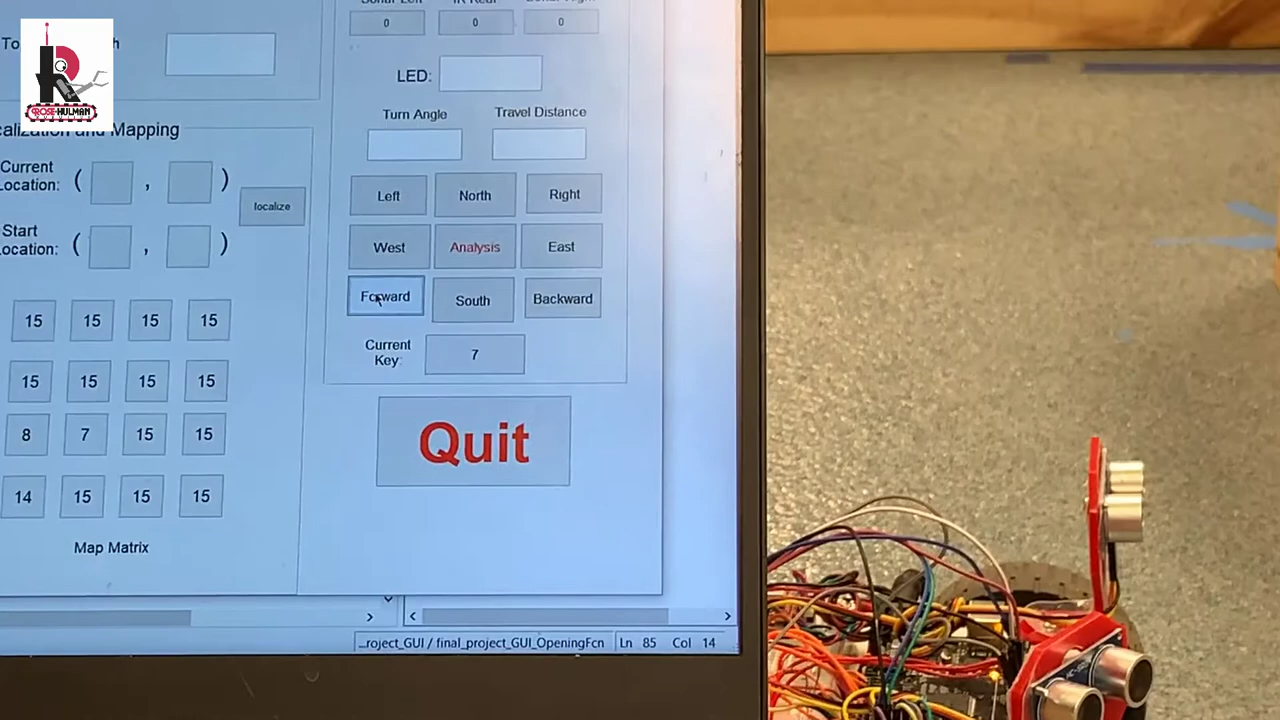 ROSE-HULMAN
IR Rear
0 0 0
LED:
Turn Angle Travel Distance
Left North Right
West Analysis East
Forward South Backward
Current
Key: 7
Quit
and Mapping
Current
Location: ( , )
localize
Start
Location: ( , )
15 15 15 15
15 15 15 15
8 7 15 15
14 15 15 15
Map Matrix
...roject_GUI / final_project_GUI_OpeningFcn Ln 85 Col 14